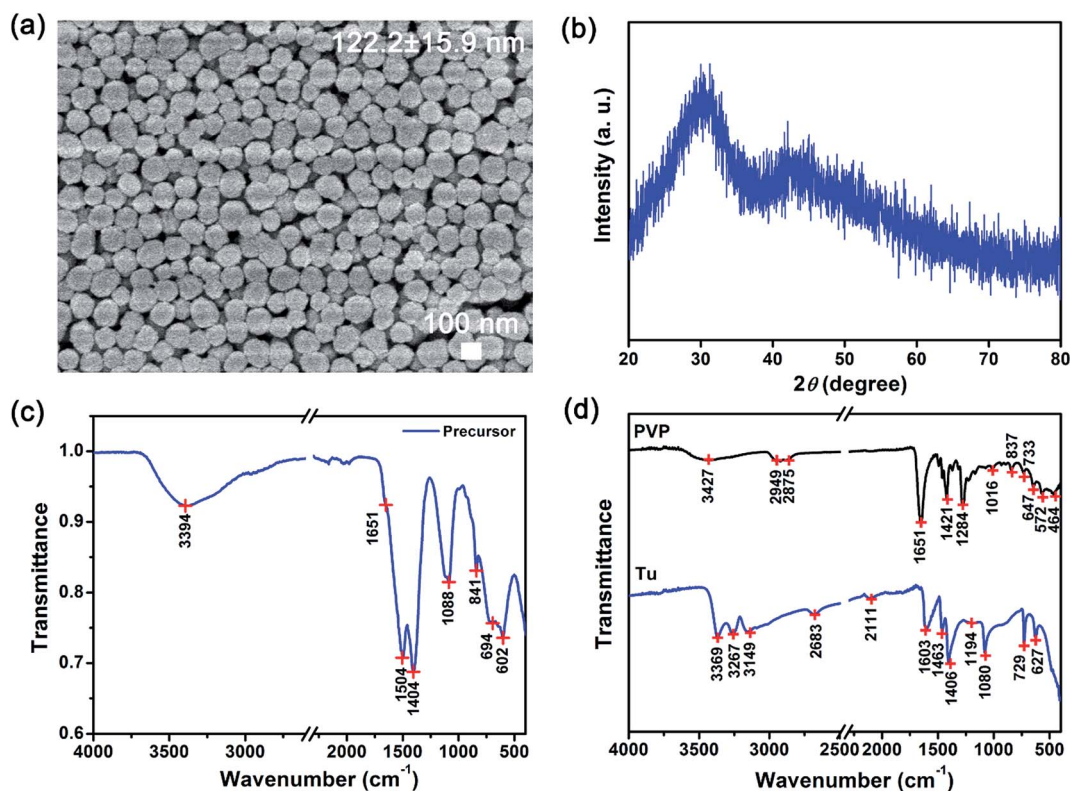 (a)
122.2±15.9 nm
100 nm
(b)
Intensity (a. u.)
20 30 40 50 60 70 80
2θ (degree)
(c)
Precursor
Transmittance
1.0
0.9
0.8
0.7
0.6
3394
1651
1504
1404
1088
841
694
602
4000 3500 3000 2000 1500 1000 500
Wavenumber (cm⁻¹)
(d)
PVP
Transmittance
3427
2949
2875
1651
1421
1284
1016
837
733
647
572
464
Tu
3369
3267
3149
2683
2111
1603
1463
1406
1194
1080
729
627
4000 3500 3000 2500 2000 1500 1000 500
Wavenumber (cm⁻¹)